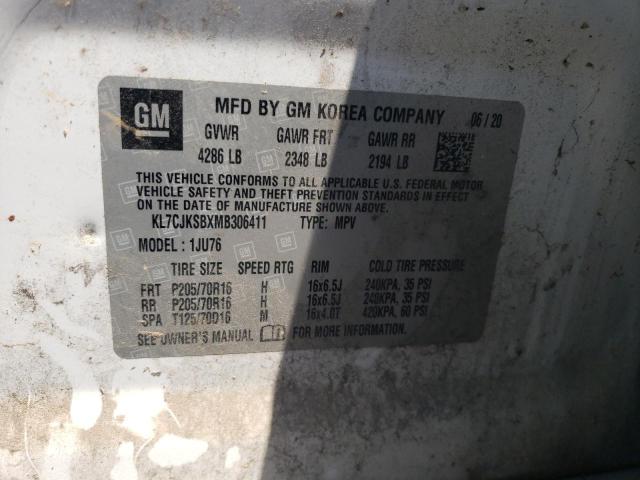 GM MFD BY GM KOREA COMPANY 06/20
GVWR GAWR FRT GAWR RR
4286 LB 2348 LB 2194 LB
THIS VEHICLE CONFORMS TO ALL APPLICABLE U.S. FEDERAL MOTOR
VEHICLE SAFETY AND THEFT PREVENTION STANDARDS IN EFFECT
ON THE DATE OF MANUFACTURE SHOWN ABOVE.
KL7CJKSBXMB306411 TYPE: MPV
MODEL: 1JU76
TIRE SIZE SPEED RTG RIM COLD TIRE PRESSURE
FRT P205/70R16 H 16x6.5J 240KPA, 35 PSI
RR P205/70R16 H 16x6.5J 240KPA, 35 PSI
SPA T125/70D16 M 16x4.0T 420KPA, 60 PSI
SEE OWNER'S MANUAL FOR MORE INFORMATION